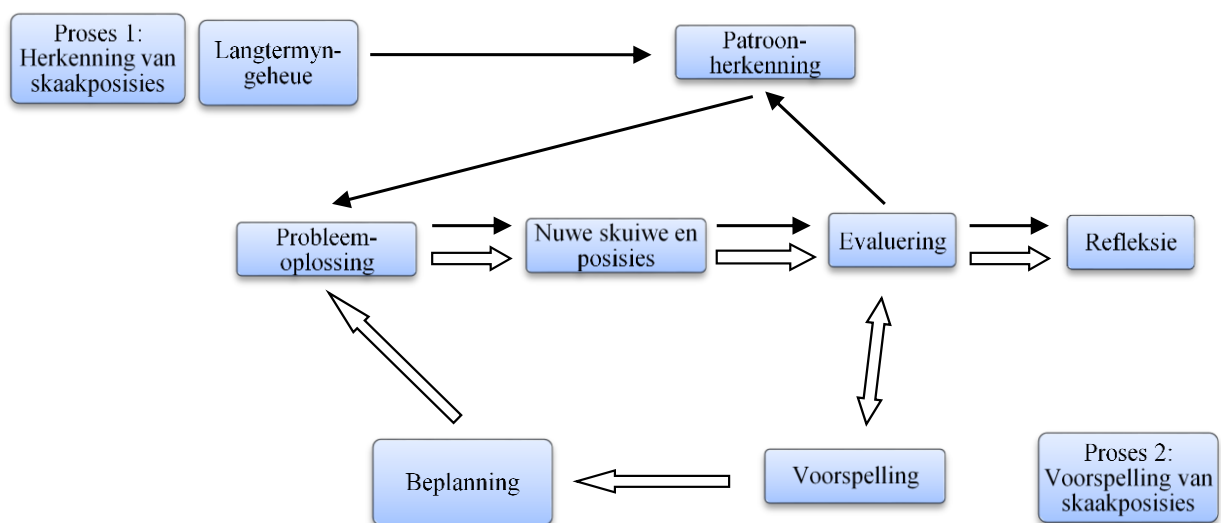 Proses 1:
Herkenning van
skaakposisies
Langtermyn-
geheue
Patroon-
herkenning
Probleem-
oplossing
Nuwe skuiwe en
posisies
Evaluering
Refleksie
Beplanning
Voorspelling
Proses 2:
Voorspelling van
skaakposisies